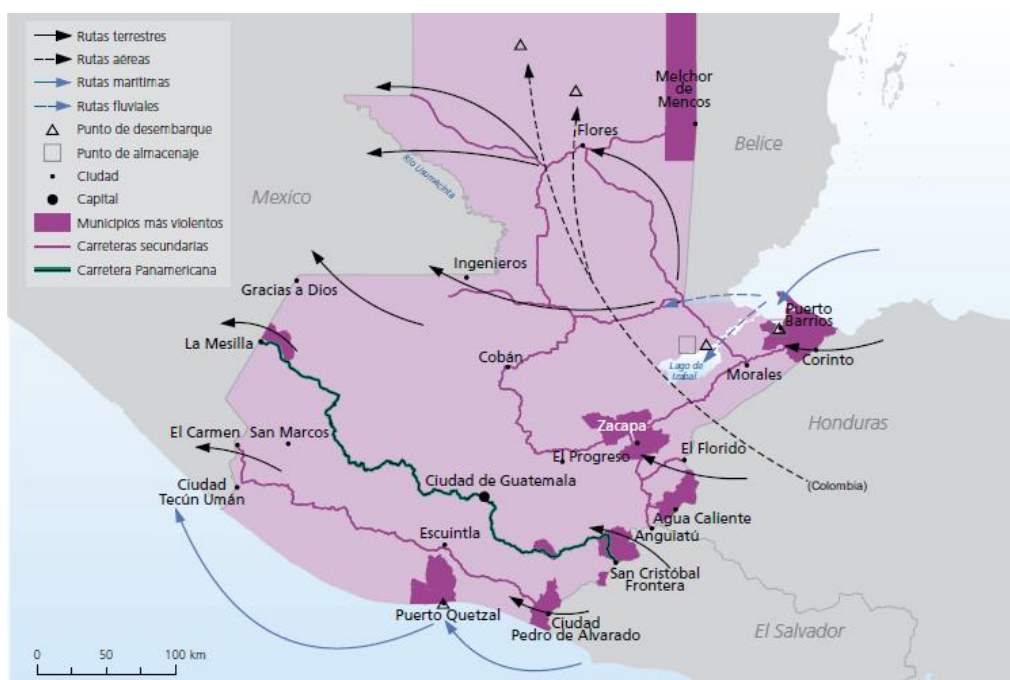 Rutas terrestres
Rutas aéreas
Rutas marítimas
Rutas fluviales
Punto de desembarque
Punto de almacenaje
Ciudad
Capital
Municipios más violentos
Carreteras secundarias
Carretera Panamericana
Melchor
de
Mencos
Flores
Belice
Mexico
Río Usumacinta
Ingenieros
Gracias a Dios
Puerto
Barrios
La Mesilla
Cobán
Lago de
Izabal
Morales
Corinto
Zacapa
Honduras
El Carmen
San Marcos
El Progreso
El Florido
Ciudad
Tecún Umán
Ciudad de Guatemala
(Colombia)
Agua Caliente
Anguiatú
Escuintla
San Cristóbal
Frontera
Puerto Quetzal
Ciudad
Pedro de Alvarado
El Salvador
0 50 100 km